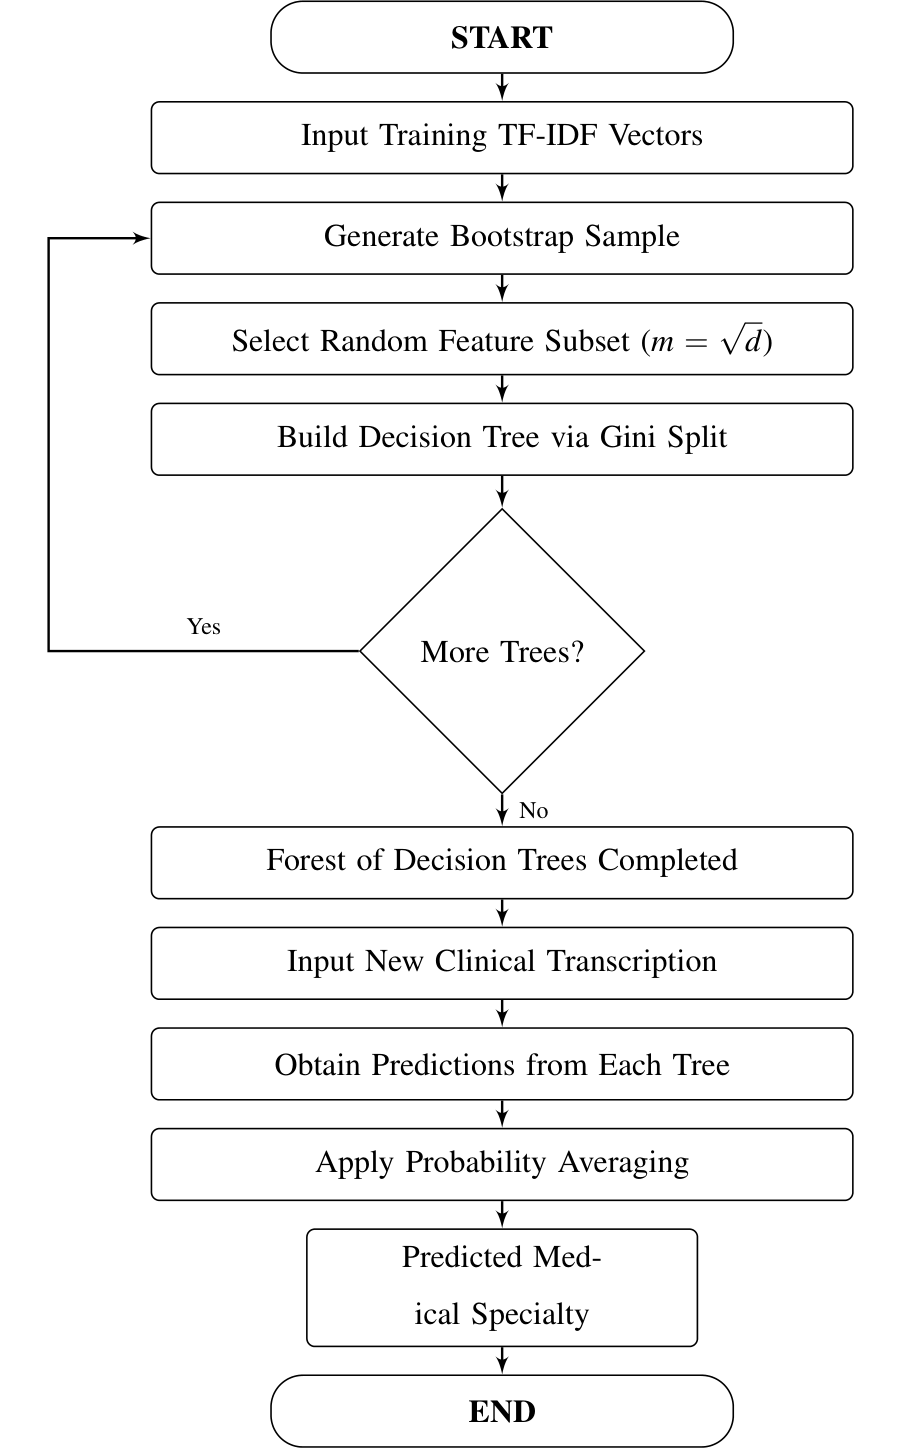 START
Input Training TF-IDF Vectors
Generate Bootstrap Sample
Select Random Feature Subset (m = √d)
Build Decision Tree via Gini Split
Yes
More Trees?
No
Forest of Decision Trees Completed
Input New Clinical Transcription
Obtain Predictions from Each Tree
Apply Probability Averaging
Predicted Med-
ical Specialty
END